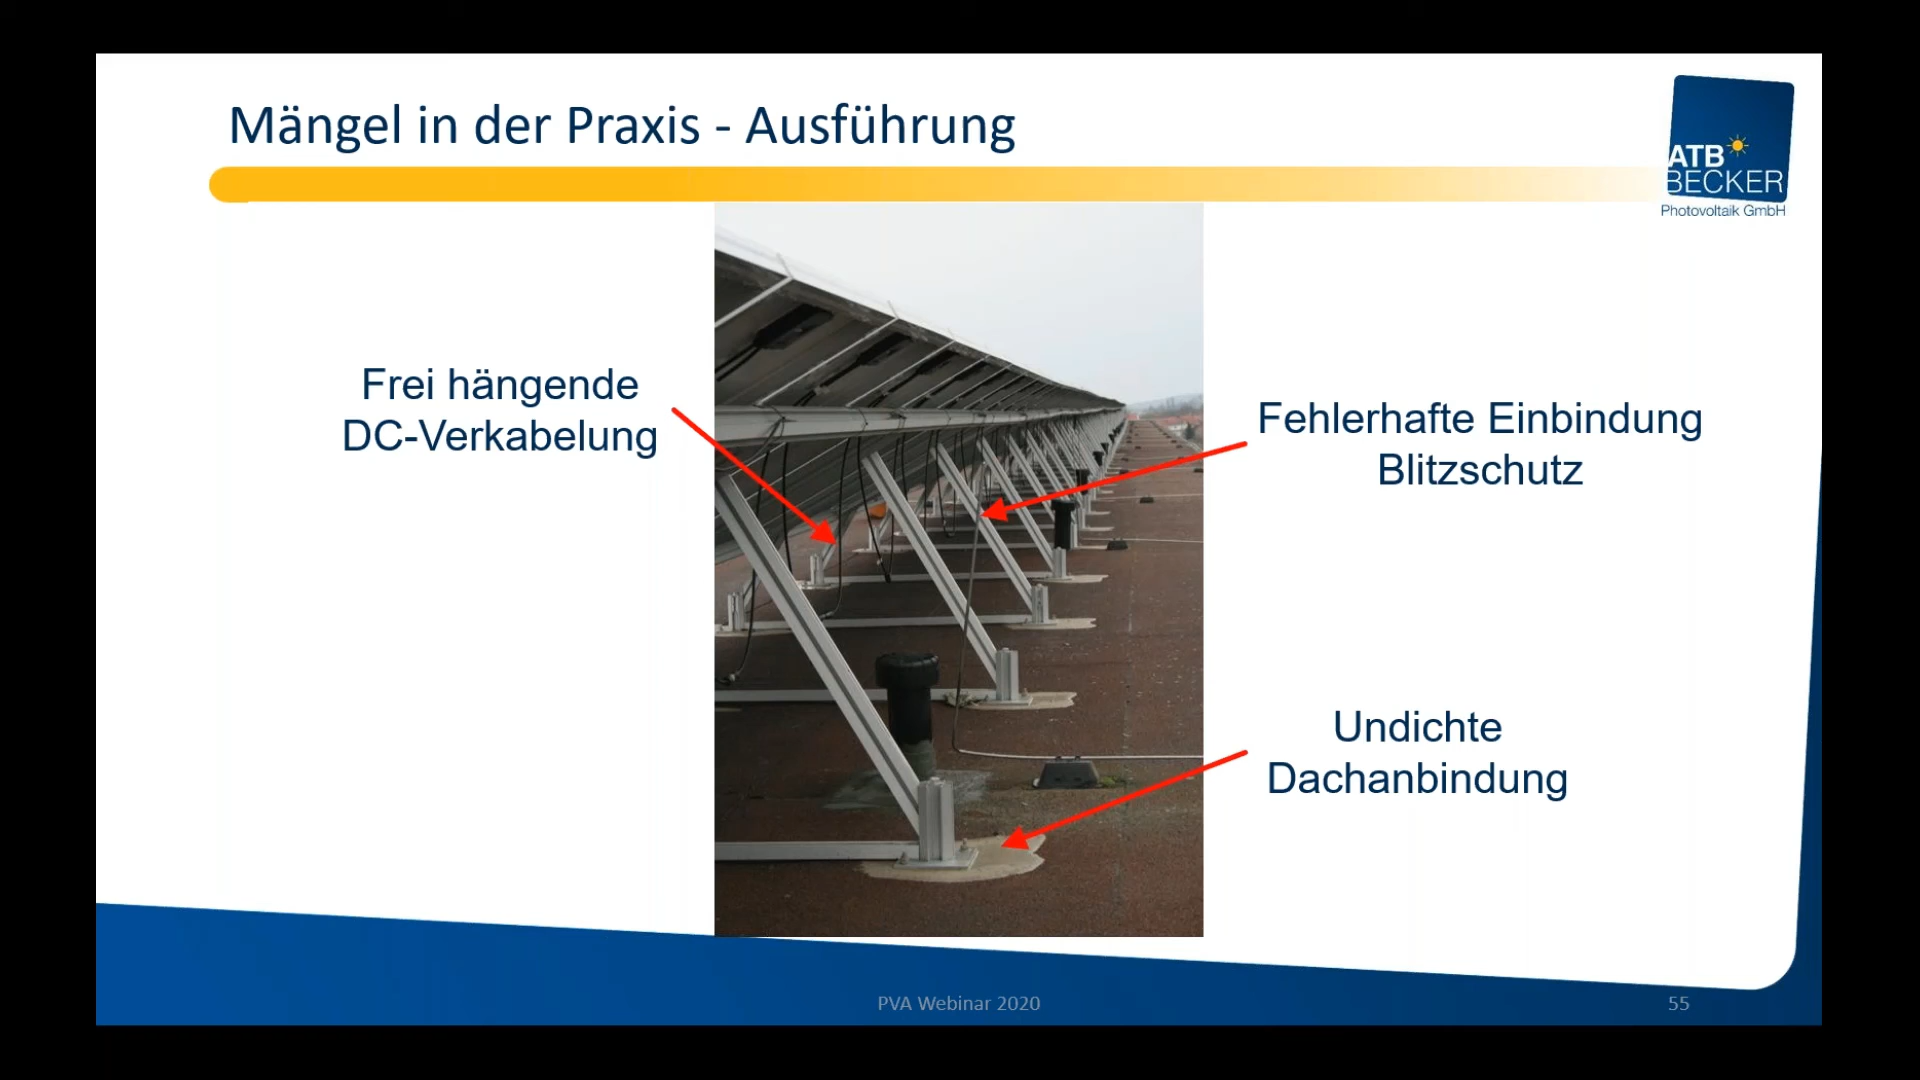 Mängel in der Praxis - Ausführung
ATB
BECKER
Photovoltaik GmbH
Frei hängende
DC-Verkabelung
Fehlerhafte Einbindung
Blitzschutz
Undichte
Dachanbindung
PVA Webinar 2020
55